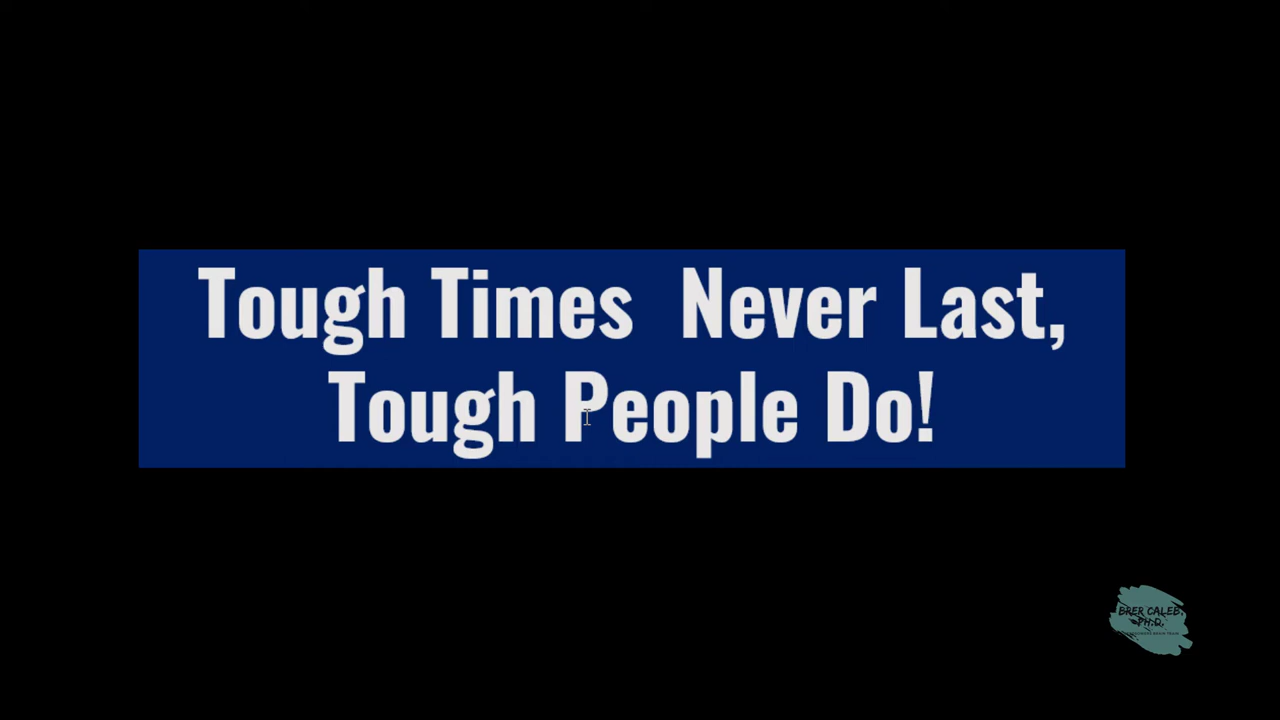 Tough Times  Never Last,
Tough People Do!
BRER CALEB,
PH.D.